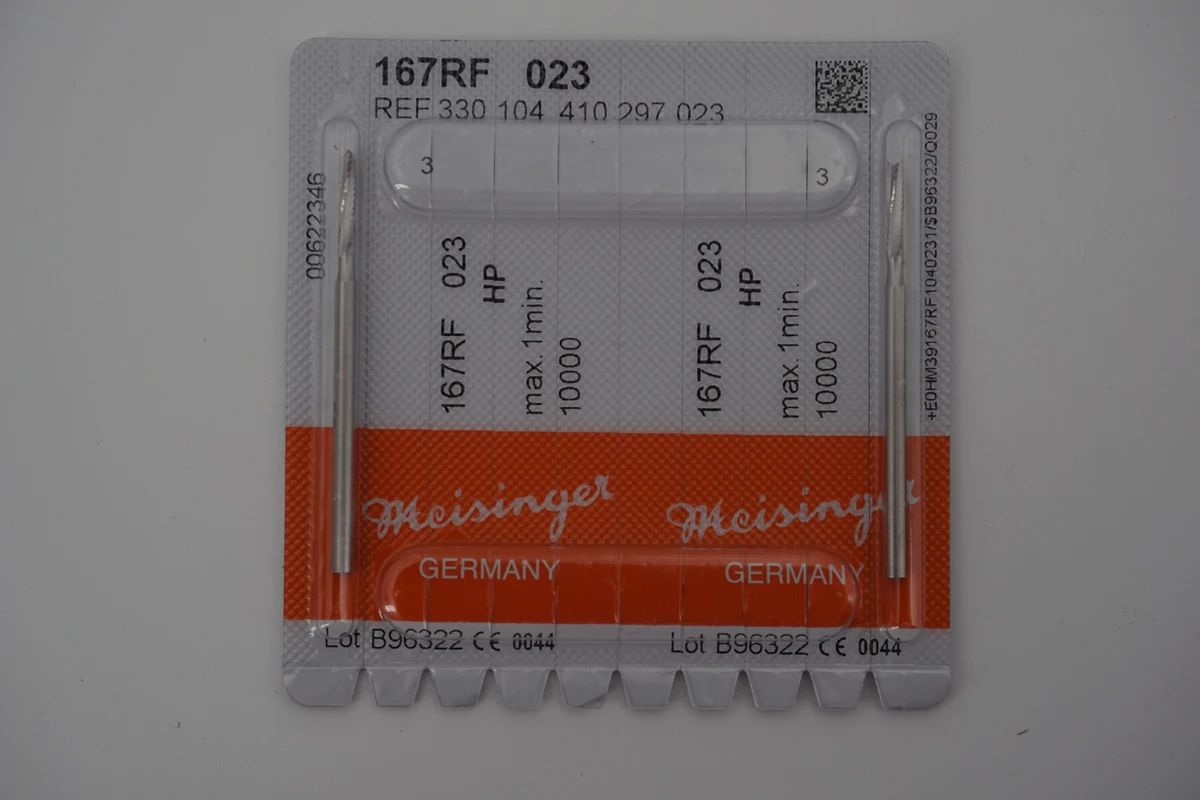 167RF 023
REF 330 104 410 297 023
3
3
00622346
167RF 023
HP
max.1min.
10000
167RF 023
HP
max.1min.
10000
+E0HM39167RF1040231/$B96322/Q029
Meisinger
Meisinger
GERMANY
GERMANY
Lot B96322 CE 0044
Lot B96322 CE 0044